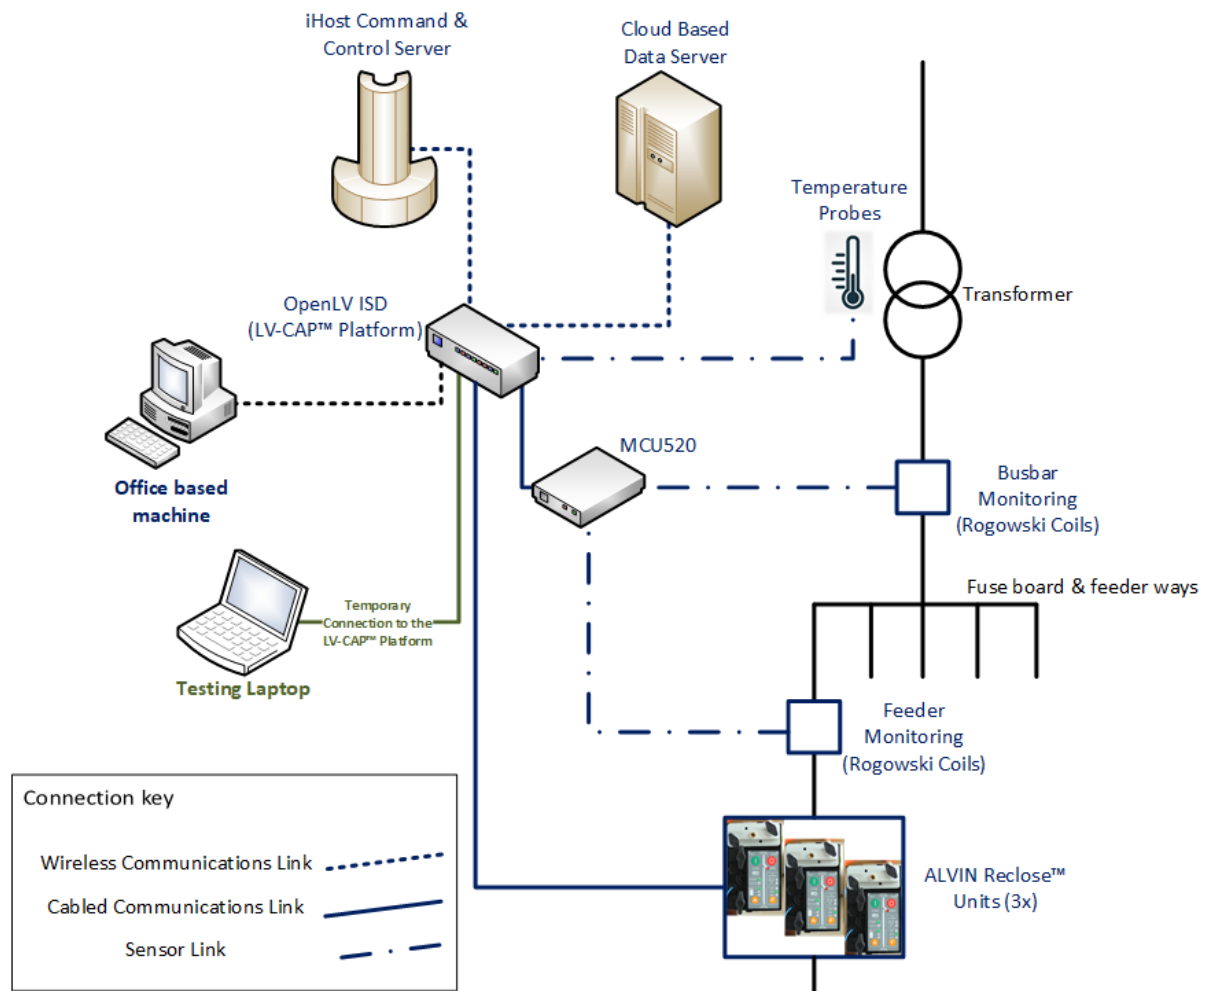 iHost Command &
Control Server
Cloud Based
Data Server
Temperature
Probes
Transformer
OpenLV ISD
(LV-CAP™ Platform)
MCU520
Office based
machine
Busbar
Monitoring
(Rogowski Coils)
Fuse board & feeder ways
Temporary
Connection to the
LV-CAP™ Platform
Testing Laptop
Feeder
Monitoring
(Rogowski Coils)
ALVIN Reclose™
Units (3x)
Connection key
Wireless Communications Link
Cabled Communications Link
Sensor Link